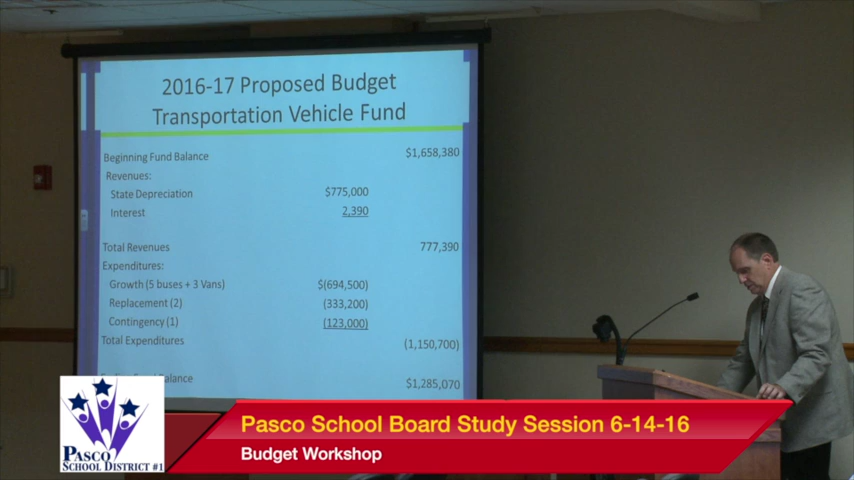 2016-17 Proposed Budget
Transportation Vehicle Fund
Beginning Fund Balance $1,658,380
Revenues:
State Depreciation $775,000
Interest 2,390
Total Revenues 777,390
Expenditures:
Growth (5 buses + 3 Vans) $(694,500)
Replacement (2) (333,200)
Contingency (1) (123,000)
Total Expenditures (1,150,700)
Balance $1,285,070
Pasco School Board Study Session 6-14-16
Budget Workshop
PASCO
SCHOOL DISTRICT #1